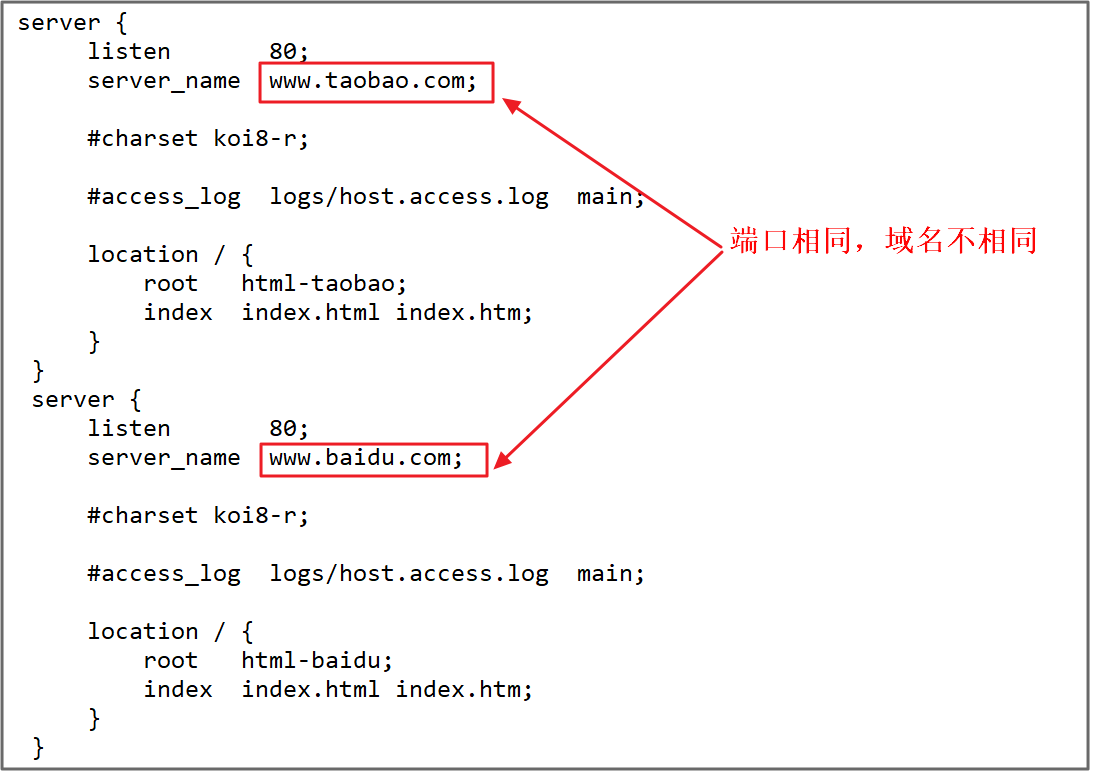 server {
listen 80;
server_name www.taobao.com;
#charset koi8-r;
#access_log logs/host.access.log main;
端口相同，域名不相同
location / {
root html-taobao;
index index.html index.htm;
}
}
server {
listen 80;
server_name www.baidu.com;
#charset koi8-r;
#access_log logs/host.access.log main;
location / {
root html-baidu;
index index.html index.htm;
}
}